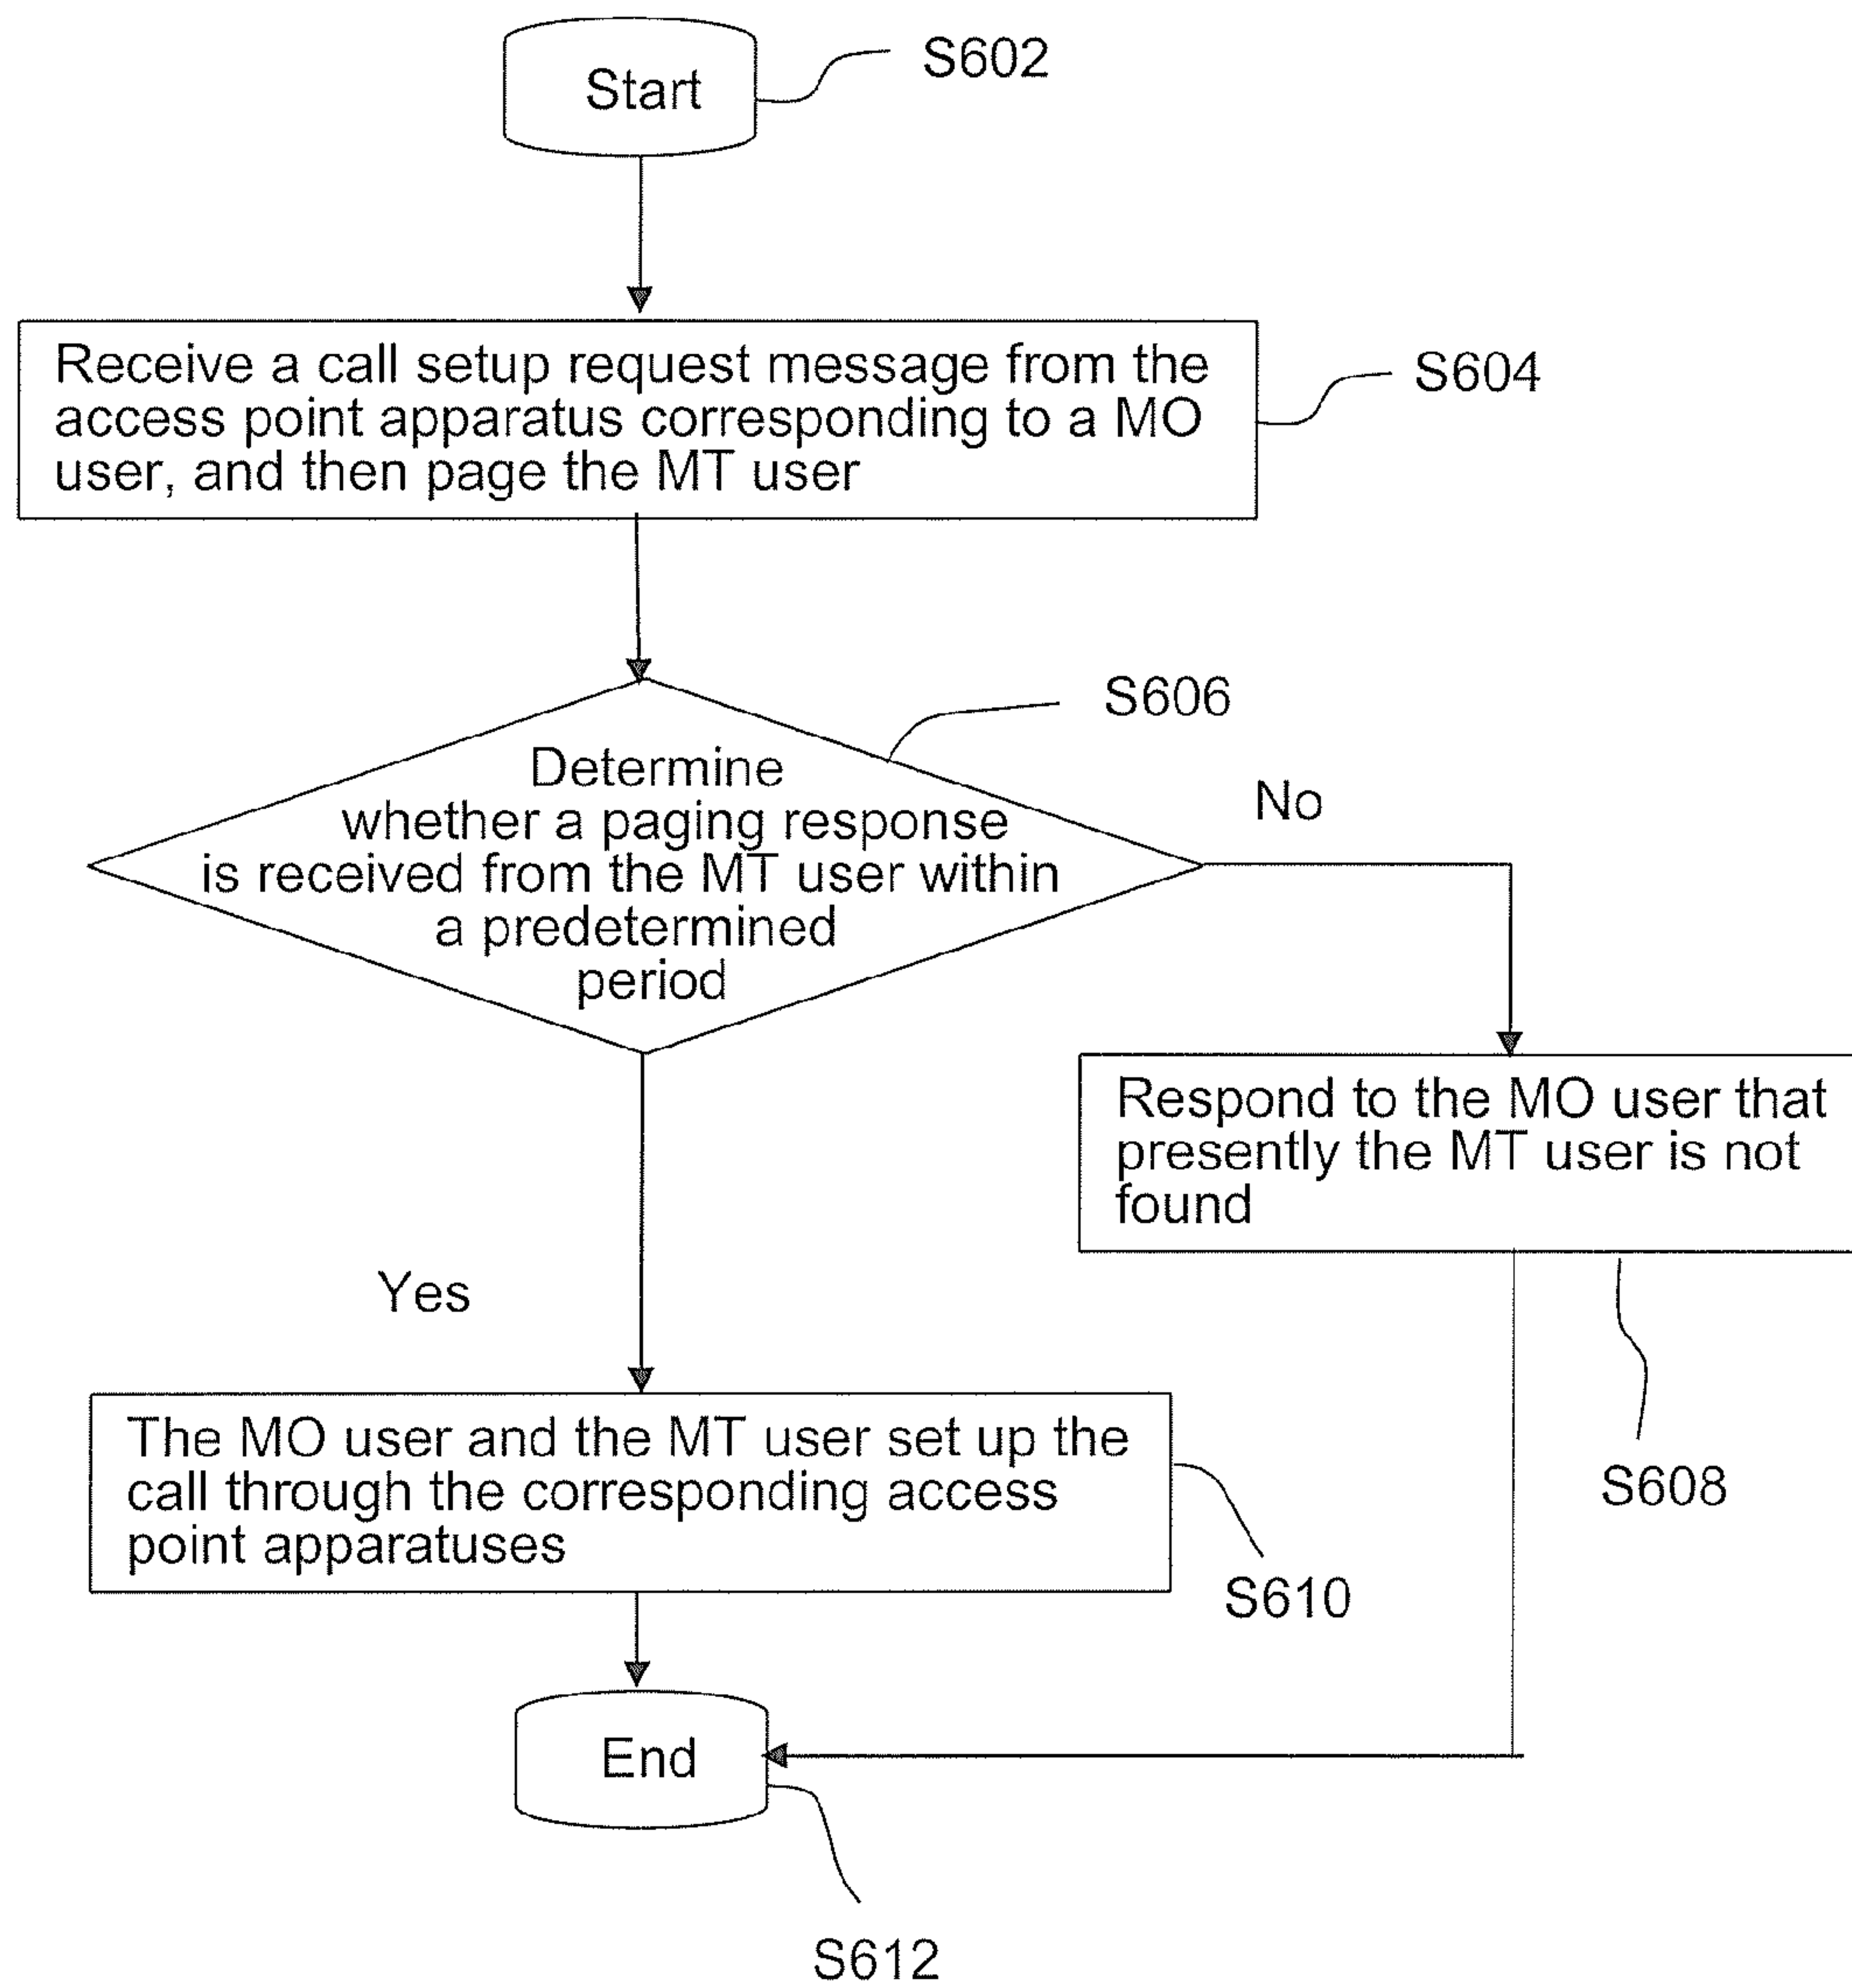 Start
S602
Receive a call setup request message from the
access point apparatus corresponding to a MO
user, and then page the MT user
S604
S606
Determine
whether a paging response
is received from the MT user within
a predetermined
period
No
Respond to the MO user that
presently the MT user is not
found
S608
Yes
The MO user and the MT user set up the
call through the corresponding access
point apparatuses
S610
End
S612